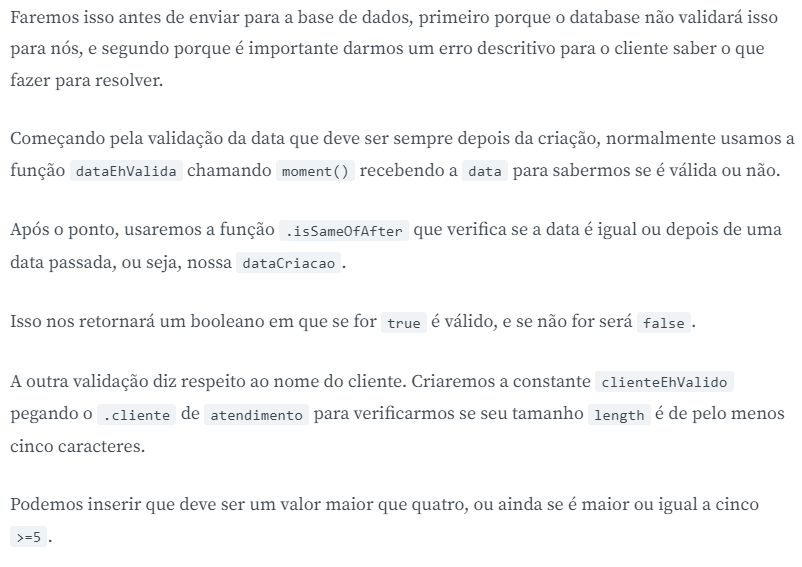 Faremos isso antes de enviar para a base de dados, primeiro porque o database não validará isso
para nós, e segundo porque é importante darmos um erro descritivo para o cliente saber o que
fazer para resolver.
Começando pela validação da data que deve ser sempre depois da criação, normalmente usamos a
função dataEhValida chamando moment() recebendo a data para sabermos se é válida ou não.
Após o ponto, usaremos a função .isSameOfAfter que verifica se a data é igual ou depois de uma
data passada, ou seja, nossa dataCriacao .
Isso nos retornará um booleano em que se for true é válido, e se não for será false .
A outra validação diz respeito ao nome do cliente. Criaremos a constante clienteEhValido
pegando o .cliente de atendimento para verificarmos se seu tamanho length é de pelo menos
cinco caracteres.
Podemos inserir que deve ser um valor maior que quatro, ou ainda se é maior ou igual a cinco
>=5 .